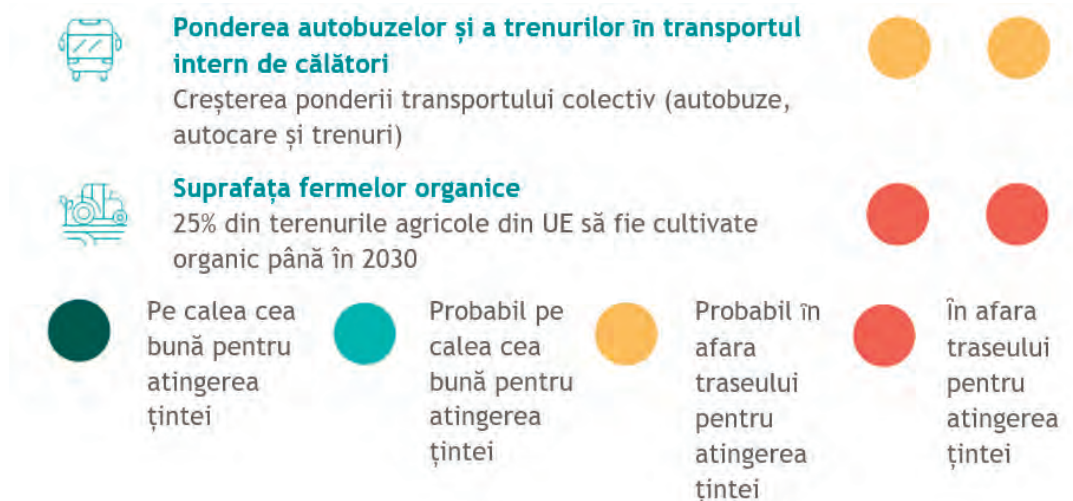 Ponderea autobuzelor și a trenurilor în transportul
intern de călători
Creșterea ponderii transportului colectiv (autobuze,
autocare și trenuri)
Suprafața fermelor organice
25% din terenurile agricole din UE să fie cultivate
organic până în 2030
Pe calea cea
bună pentru
atingerea
țintei
Probabil pe
calea cea
bună pentru
atingerea
țintei
Probabil în
afara
traseului
pentru
atingerea
țintei
În afara
traseului
pentru
atingerea
țintei